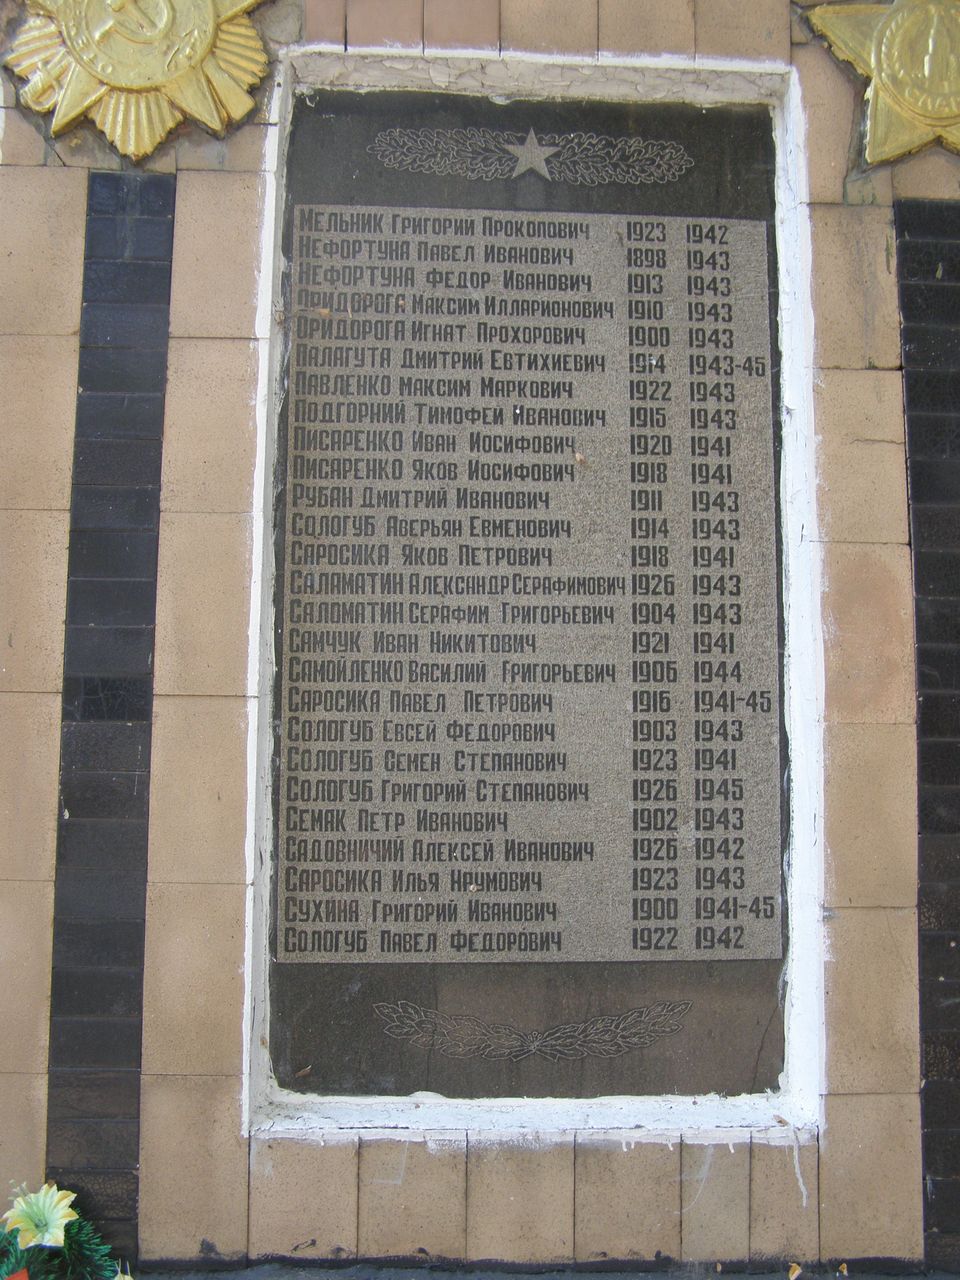 Мельник Григорий Прокопович 1923 1942
Нефортуна Павел Иванович 1898 1943
Нефортуна Федор Иванович 1913 1943
Придорога Максим Илларионович 1910 1943
Придорога Игнат Прохорович 1900 1943
Палагута Дмитрий Евтихиевич 1914 1943-45
Павленко Максим Маркович 1922 1943
Подгорний Тимофей Иванович 1915 1943
Писаренко Иван Иосифович 1920 1941
Писаренко Яков Иосифович 1918 1941
Рубан Дмитрий Иванович 1911 1943
Сологуб Аверьян Евменович 1914 1943
Саросика Яков Петрович 1918 1941
Саламатин Александр Серафимович 1926 1943
Саламатин Серафим Григорьевич 1904 1943
Самчук Иван Никитович 1921 1941
Самойленко Василий Григорьевич 1906 1944
Саросика Павел Петрович 1916 1941-45
Сологуб Евсей Федорович 1903 1943
Сологуб Семен Степанович 1923 1941
Сологуб Григорий Степанович 1926 1945
Семак Петр Иванович 1902 1943
Садовничий Алексей Иванович 1926 1942
Саросика Илья Наумович 1923 1943
Сухина Григорий Иванович 1900 1941-45
Сологуб Павел Федорович 1922 1942